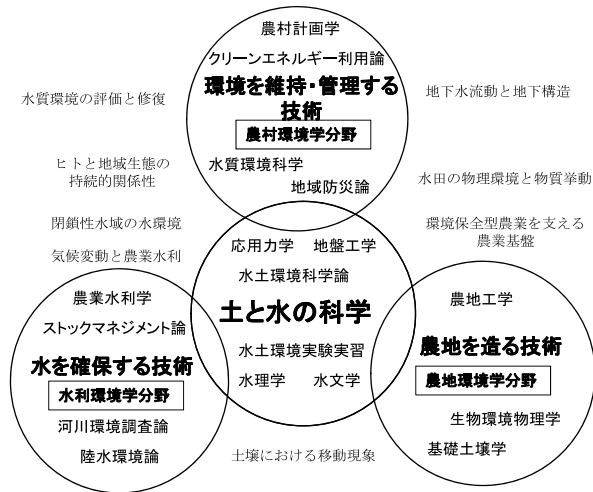 農村計画学
クリーンエネルギー利用論
環境を維持・管理する
技術
農村環境学分野
水質環境科学
地域防災論
水質環境の評価と修復
ヒトと地域生態の
持続的関係性
閉鎖性水域の水環境
気候変動と農業水利
地下水流動と地下構造
水田の物理環境と物質挙動
環境保全型農業を支える
農業基盤
応用力学 地盤工学
水土環境科学論
土と水の科学
水土環境実験実習
水理学 水文学
農業水利学
ストックマネジメント論
水を確保する技術
水利環境学分野
河川環境調査論
陸水環境論
農地工学
農地を造る技術
農地環境学分野
生物環境物理学
基礎土壌学
土壌における移動現象